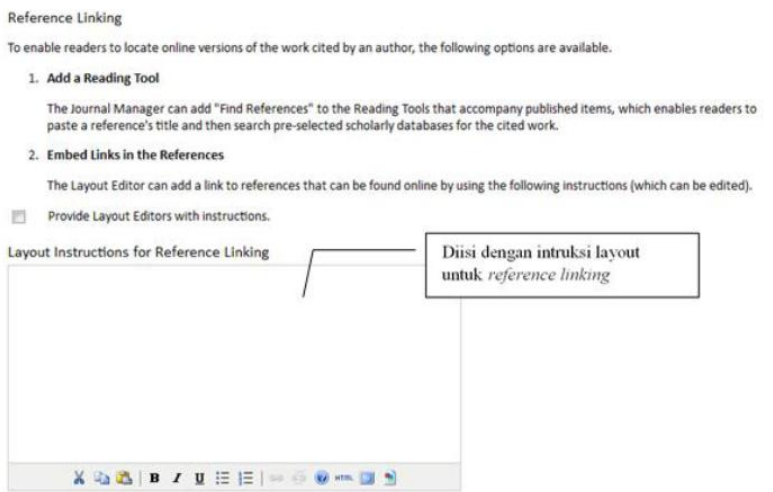 Reference Linking
To enable readers to locate online versions of the work cited by an author, the following options are available.
1. Add a Reading Tool
The Journal Manager can add "Find References" to the Reading Tools that accompany published items, which enables readers to
paste a reference's title and then search pre-selected scholarly databases for the cited work.
2. Embed Links in the References
The Layout Editor can add a link to references that can be found online by using the following instructions (which can be edited).
Provide Layout Editors with instructions.
Layout Instructions for Reference Linking
Diisi dengan intruksi layout
untuk reference linking
B I U HTML